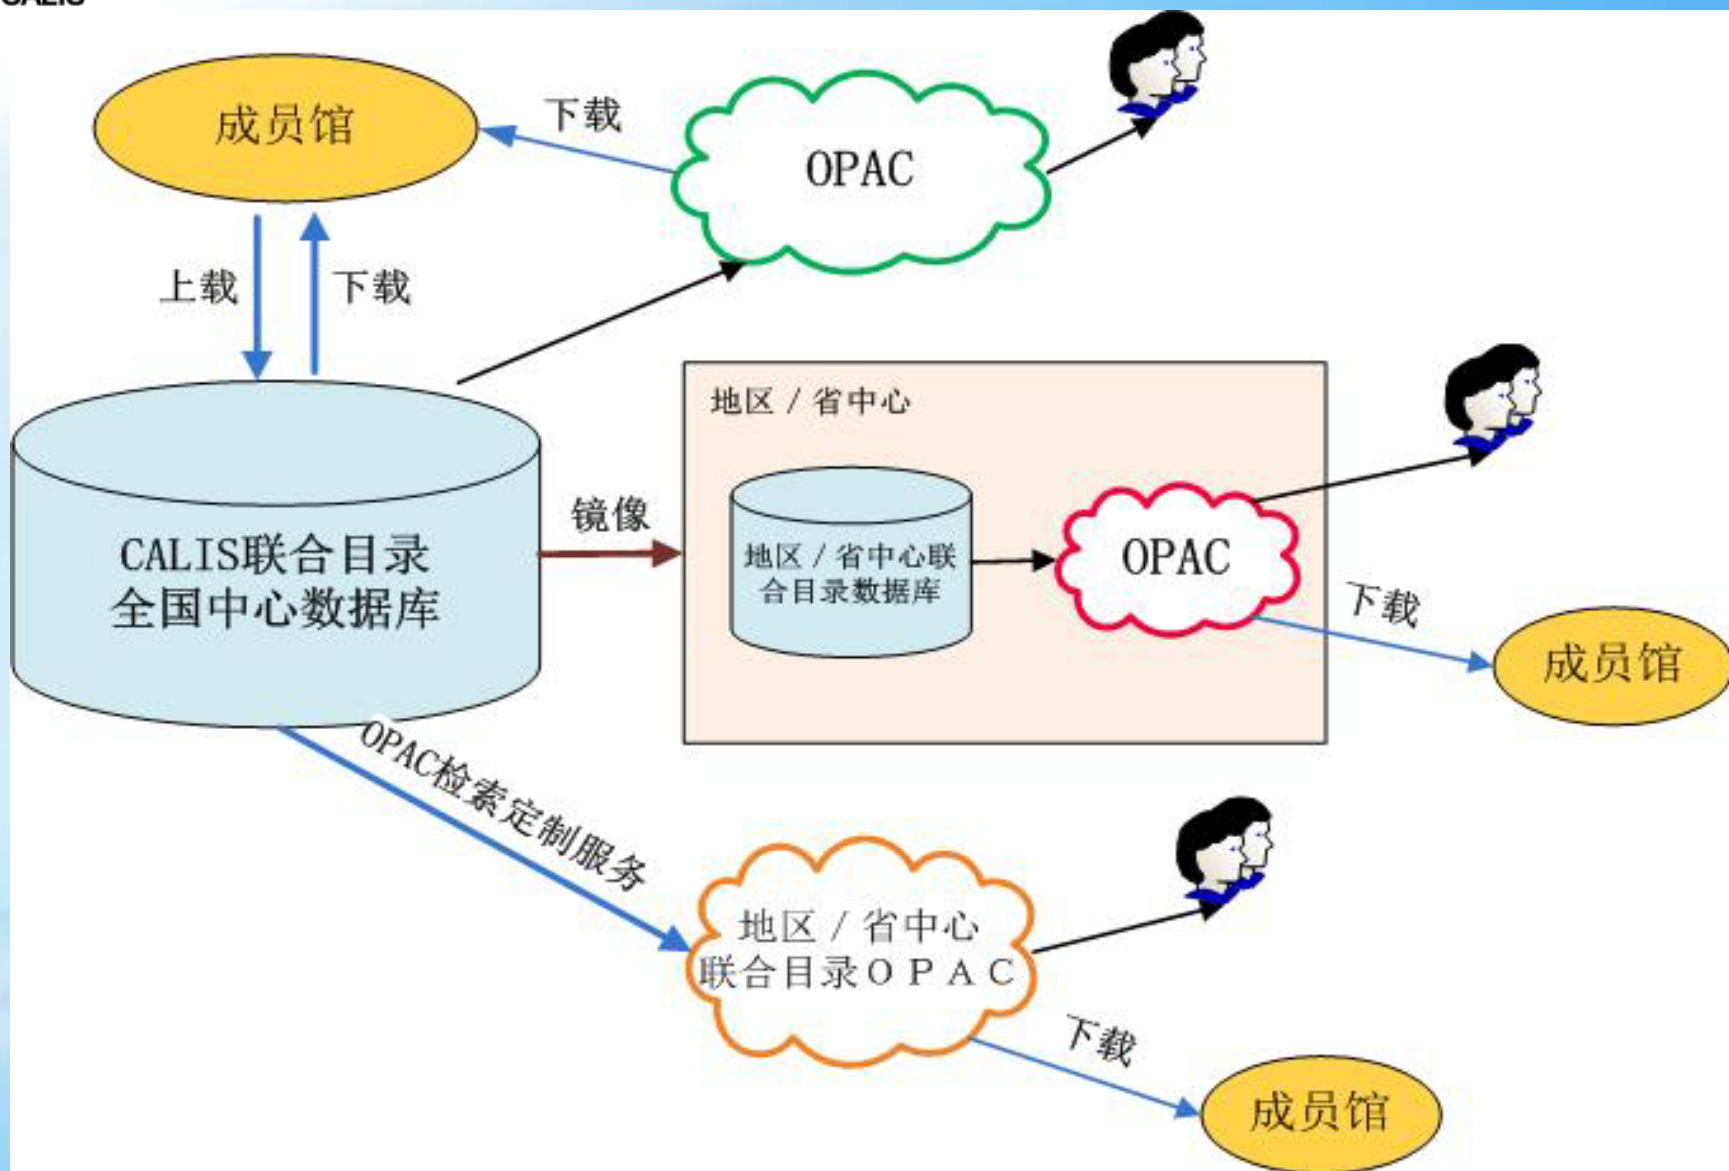 CALIS
成员馆
下载
OPAC
上载
下载
地区/省中心
镜像
CALIS联合目录
全国中心数据库
地区/省中心联
合目录数据库
OPAC
下载
成员馆
OPAC检索定制服务
地区/省中心
联合目录OPAC
下载
成员馆